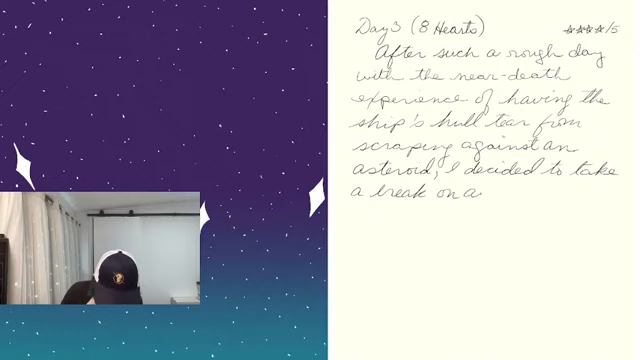 Day 3 (8 Hearts) ☆☆☆☆/5
After such a rough day
with the near-death
experience of having the
ship's hull tear from
scraping against an
asteroid, I decided to take
a break on a